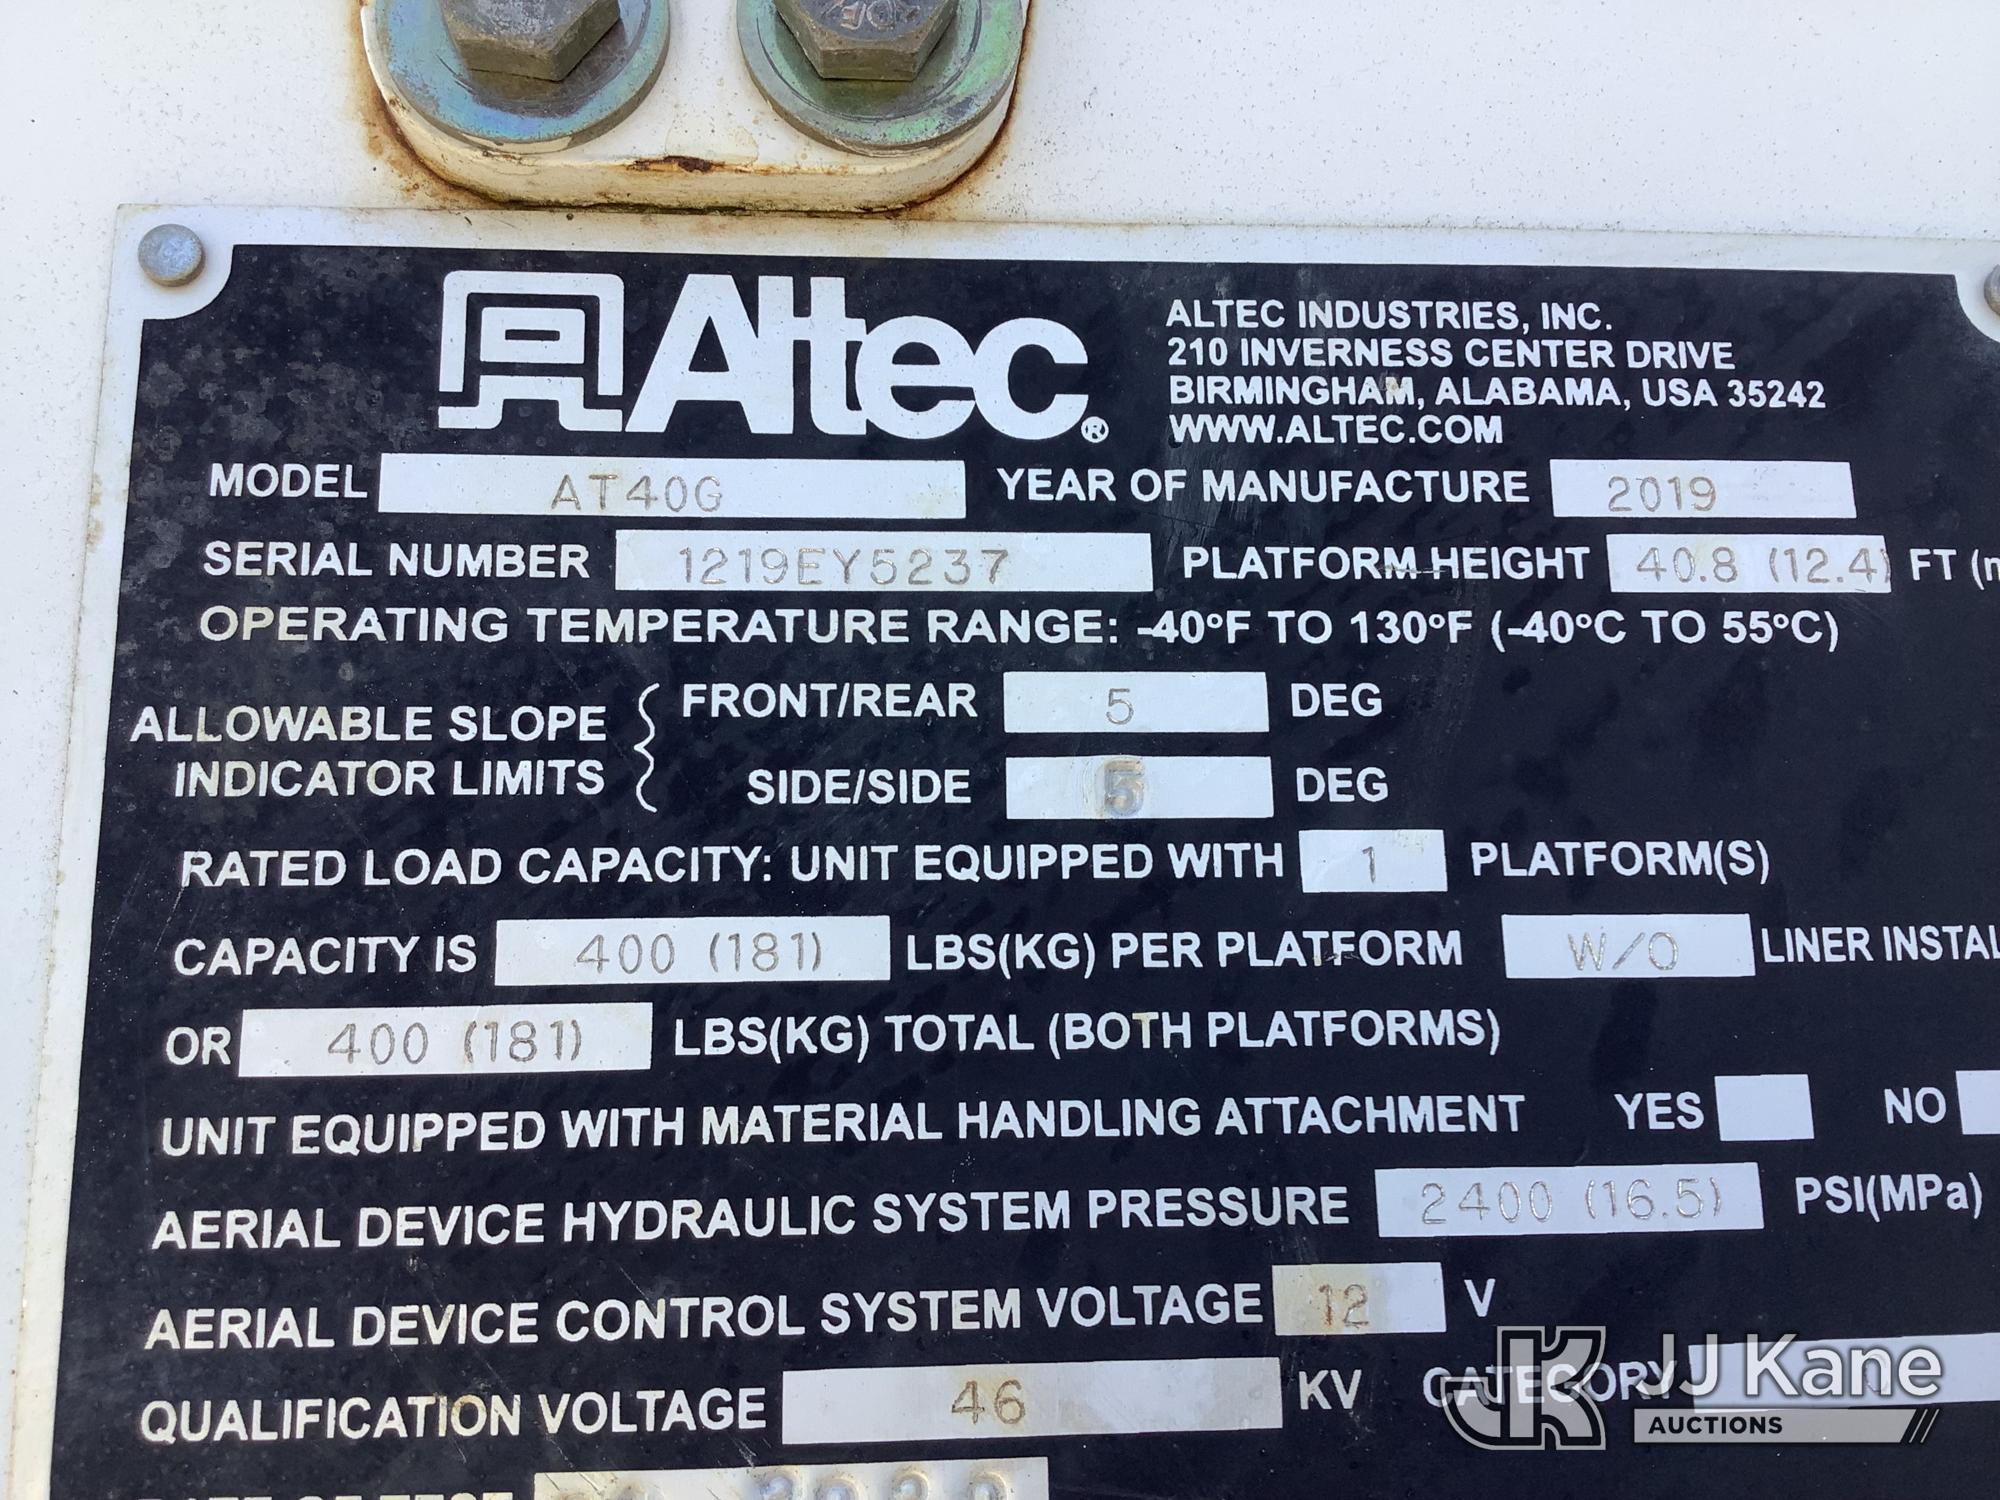 Altec®
ALTEC INDUSTRIES, INC.
210 INVERNESS CENTER DRIVE
BIRMINGHAM, ALABAMA, USA 35242
WWW.ALTEC.COM
MODEL AT40G YEAR OF MANUFACTURE 2019
SERIAL NUMBER 1219EY5237 PLATFORM HEIGHT 40.8 (12.4) FT
OPERATING TEMPERATURE RANGE: -40°F TO 130°F (-40°C TO 55°C)
ALLOWABLE SLOPE INDICATOR LIMITS
FRONT/REAR 5 DEG
SIDE/SIDE 5 DEG
RATED LOAD CAPACITY: UNIT EQUIPPED WITH 1 PLATFORM(S)
CAPACITY IS 400 (181) LBS(KG) PER PLATFORM W/O LINER INSTAL
OR 400 (181) LBS(KG) TOTAL (BOTH PLATFORMS)
UNIT EQUIPPED WITH MATERIAL HANDLING ATTACHMENT YES NO
AERIAL DEVICE HYDRAULIC SYSTEM PRESSURE 2400 (16.5) PSI(MPa)
AERIAL DEVICE CONTROL SYSTEM VOLTAGE 12 V
QUALIFICATION VOLTAGE 46 KV CATEGORY
DATE OF TEST
JJ Kane
AUCTIONS